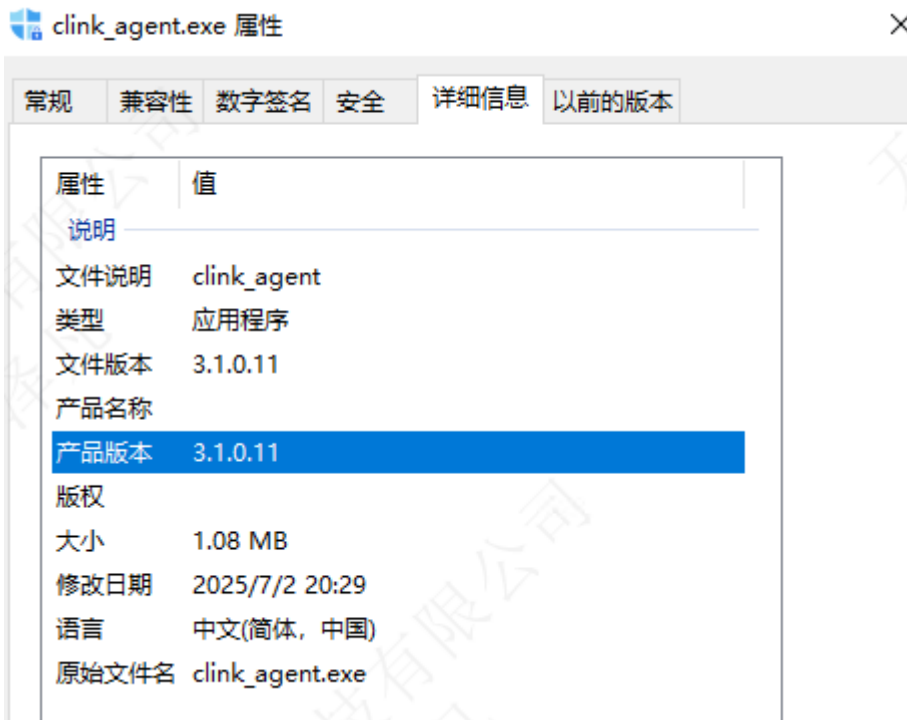 clink_agent.exe 属性
常规 兼容性 数字签名 安全 详细信息 以前的版本
属性 值
说明
文件说明 clink_agent
类型 应用程序
文件版本 3.1.0.11
产品名称
产品版本 3.1.0.11
版权
大小 1.08 MB
修改日期 2025/7/2 20:29
语言 中文(简体，中国)
原始文件名 clink_agent.exe